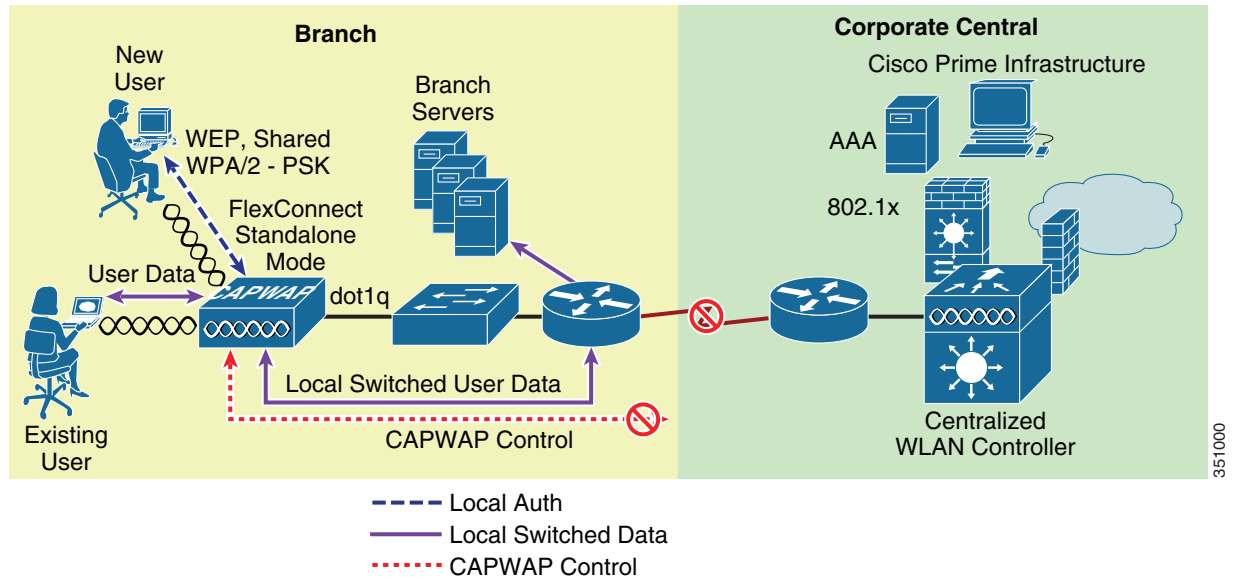 Branch
Corporate Central
New
User
Cisco Prime Infrastructure
Branch
Servers
WEP, Shared
WPA/2 - PSK
AAA
802.1x
FlexConnect
Standalone
Mode
User Data
CAPWAP
dot1q
Local Switched User Data
CAPWAP Control
Existing
User
Centralized
WLAN Controller
351000
Local Auth
Local Switched Data
CAPWAP Control